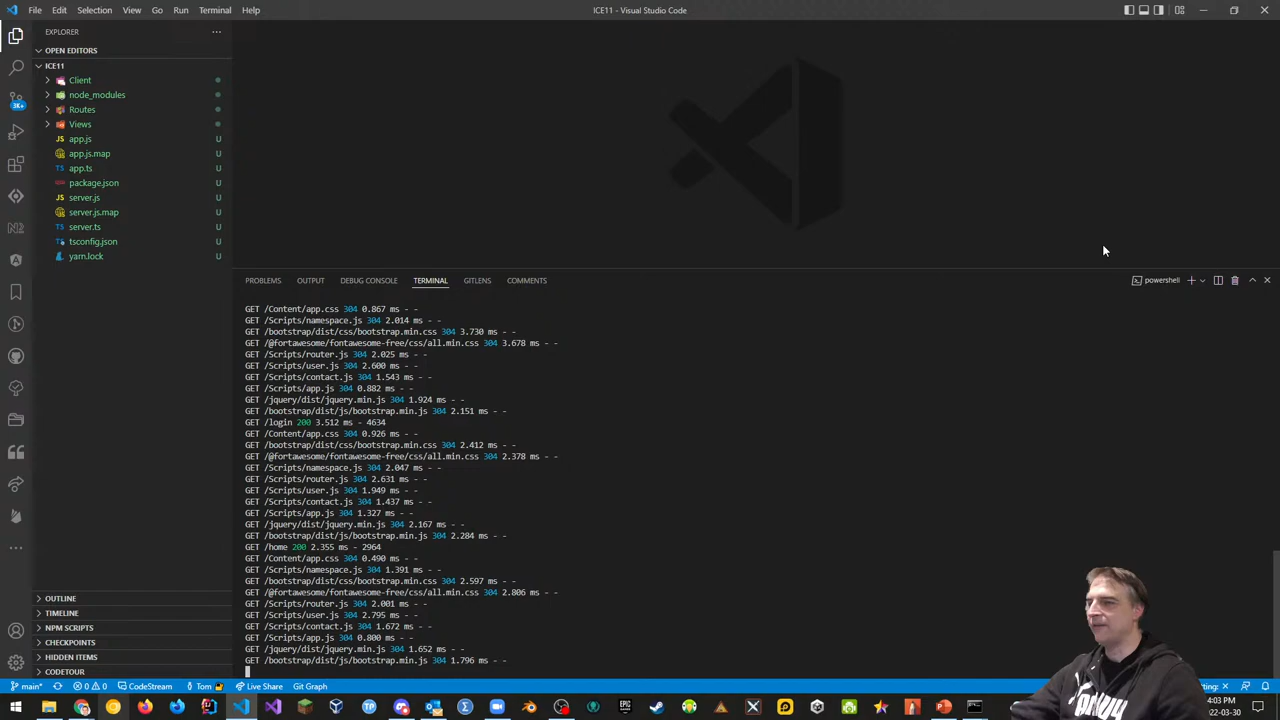 File Edit Selection View Go Run Terminal Help
ICE11 - Visual Studio Code
EXPLORER
OPEN EDITORS
ICE11
Client
node_modules
Routes
Views
JS app.js U
app.js.map U
TS app.ts U
package.json U
JS server.js U
server.js.map U
TS server.ts U
tsconfig.json U
yarn.lock U
3K+
PROBLEMS OUTPUT DEBUG CONSOLE TERMINAL GITLENS COMMENTS
powershell
GET /Content/app.css 304 0.867 ms - -
GET /Scripts/namespace.js 304 2.014 ms - -
GET /bootstrap/dist/css/bootstrap.min.css 304 3.730 ms - -
GET /@fortawesome/fontawesome-free/css/all.min.css 304 3.678 ms - -
GET /Scripts/router.js 304 2.025 ms - -
GET /Scripts/user.js 304 2.600 ms - -
GET /Scripts/contact.js 304 1.543 ms - -
GET /Scripts/app.js 304 0.882 ms - -
GET /jquery/dist/jquery.min.js 304 1.924 ms - -
GET /bootstrap/dist/js/bootstrap.min.js 304 2.151 ms - -
GET /login 200 3.512 ms - 4634
GET /Content/app.css 304 0.926 ms - -
GET /bootstrap/dist/css/bootstrap.min.css 304 2.412 ms - -
GET /@fortawesome/fontawesome-free/css/all.min.css 304 2.378 ms - -
GET /Scripts/namespace.js 304 2.047 ms - -
GET /Scripts/router.js 304 2.631 ms - -
GET /Scripts/user.js 304 1.949 ms - -
GET /Scripts/contact.js 304 1.437 ms - -
GET /Scripts/app.js 304 1.327 ms - -
GET /jquery/dist/jquery.min.js 304 2.167 ms - -
GET /bootstrap/dist/js/bootstrap.min.js 304 2.284 ms - -
GET /home 200 2.355 ms - 2964
GET /Content/app.css 304 0.490 ms - -
GET /Scripts/namespace.js 304 1.391 ms - -
GET /bootstrap/dist/css/bootstrap.min.css 304 2.597 ms - -
GET /@fortawesome/fontawesome-free/css/all.min.css 304 2.806 ms - -
GET /Scripts/router.js 304 2.001 ms - -
GET /Scripts/user.js 304 2.795 ms - -
GET /Scripts/contact.js 304 1.672 ms - -
GET /Scripts/app.js 304 0.800 ms - -
GET /jquery/dist/jquery.min.js 304 1.652 ms - -
GET /bootstrap/dist/js/bootstrap.min.js 304 1.796 ms - -
OUTLINE
TIMELINE
NPM SCRIPTS
CHECKPOINTS
HIDDEN ITEMS
CODETOUR
main* 0 0 CodeStream Tom Live Share Git Graph
4:03 PM
22-03-30